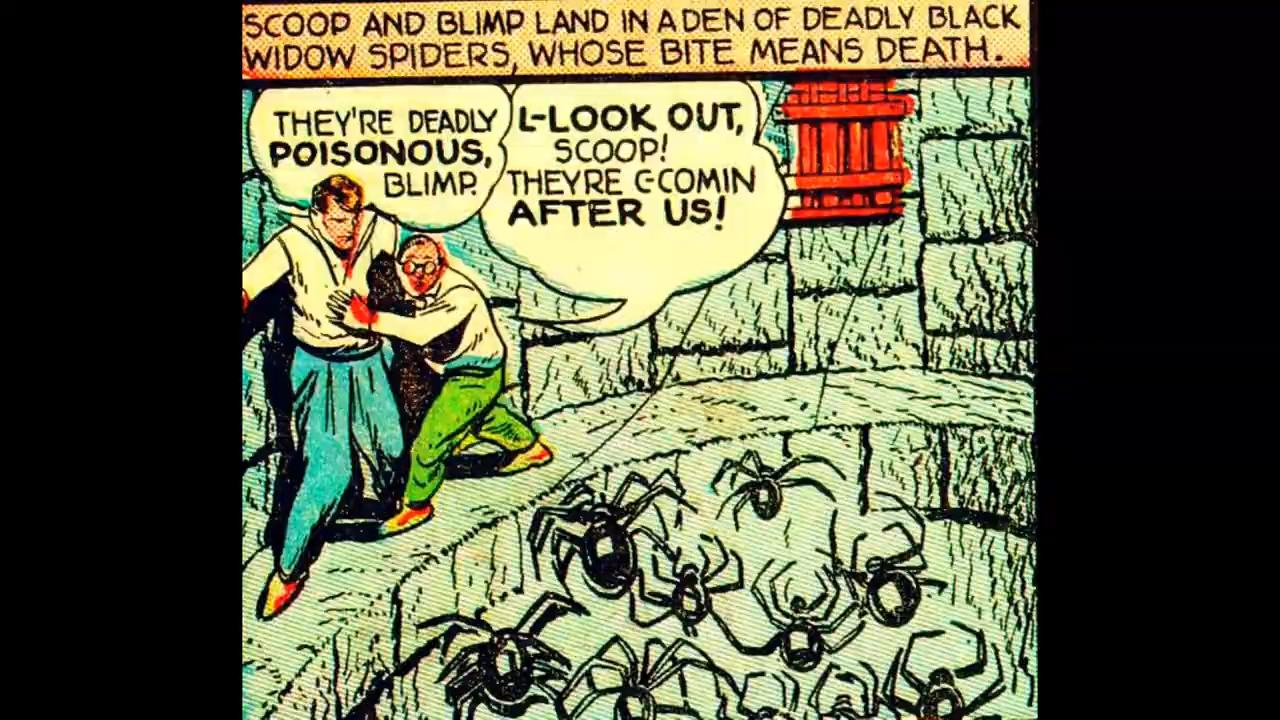 SCOOP AND BLIMP LAND IN A DEN OF DEADLY BLACK
WIDOW SPIDERS, WHOSE BITE MEANS DEATH.
THEY'RE DEADLY
POISONOUS,
BLIMP.
L-LOOK OUT,
SCOOP!
THEYRE C-COMIN
AFTER US!